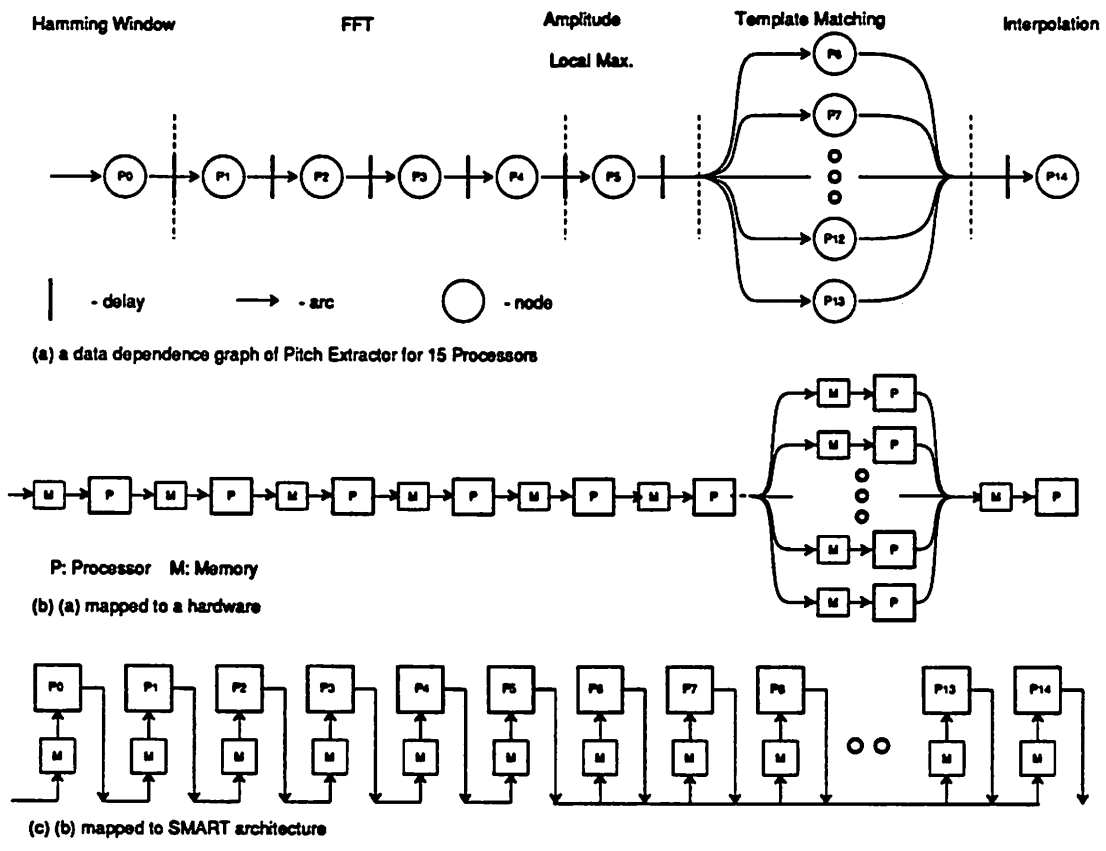 Hamming Window FFT Amplitude Template Matching Interpolation
Local Max.
P6
P7
P0 P1 P2 P3 P4 P5 P14
P12
P13
- delay - arc - node
(a) a data dependence graph of Pitch Extractor for 15 Processors
M P
M P
M P M P M P M P M P M P M P
M P
M P
P: Processor M: Memory
(b) (a) mapped to a hardware
P0 P1 P2 P3 P4 P5 P6 P7 P8 P13 P14
M M M M M M M M M M M
(c) (b) mapped to SMART architecture